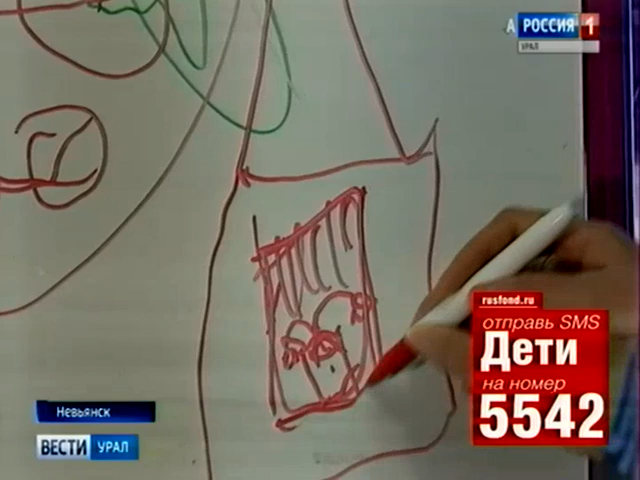 РОССИЯ 1
УРАЛ
rusfond.ru
отправь SMS
Дети
на номер
5542
Невьянск
ВЕСТИ УРАЛ